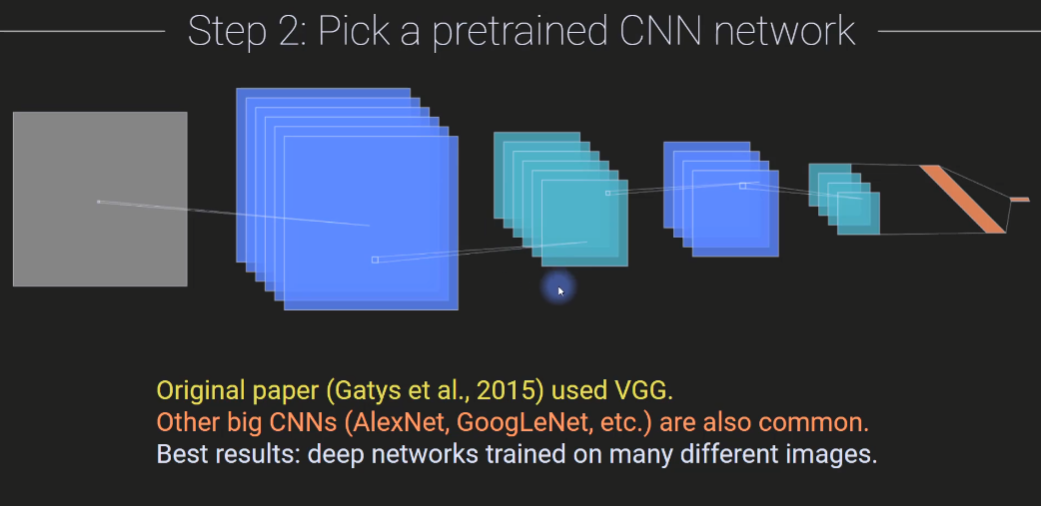 Step 2: Pick a pretrained CNN network
Original paper (Gatys et al., 2015) used VGG.
Other big CNNs (AlexNet, GoogLeNet, etc.) are also common.
Best results: deep networks trained on many different images.